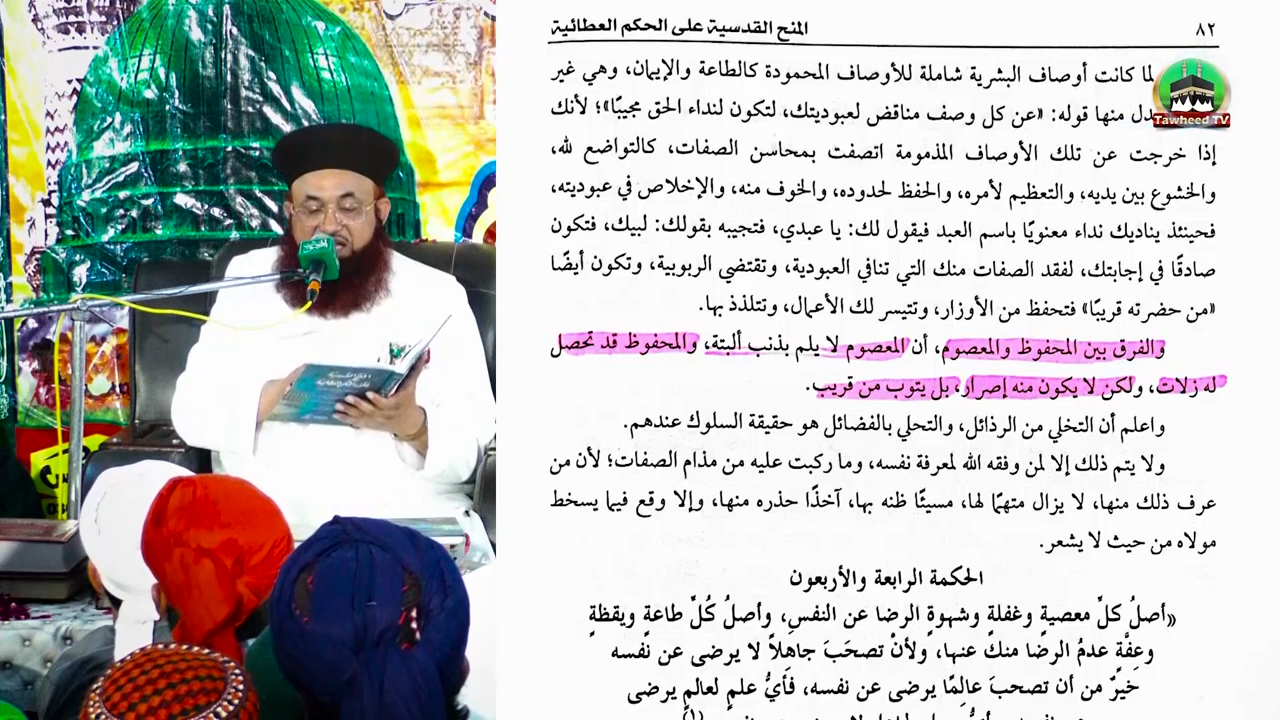 المنح القدسية على الحكم العطائية
٨٢
لما كانت أوصاف البشرية شاملة للأوصاف المحمودة كالطاعة والإيمان، وهي غير
منها قوله: «عن كل وصف مناقض لعبوديتك، لتكون لنداء الحق مجيبًا»؛ لأنك
إذا خرجت عن تلك الأوصاف المذمومة اتصفت بمحاسن الصفات، كالتواضع لله،
والخشوع بين يديه، والتعظيم لأمره، والحفظ لحدوده، والخوف منه، والإخلاص في عبوديته،
فحينئذ يناديك نداء معنويًا باسم العبد فيقول لك: يا عبدي، فتجيبه بقولك: لبيك، فتكون
صادقًا في إجابتك، لفقد الصفات منك التي تنافي العبودية، وتقتضي الربوبية، وتكون أيضًا
«من حضرته قريبًا» فتحفظ من الأوزار، وتتيسر لك الأعمال، وتتلذذ بها.
والفرق بين المحفوظ والمعصوم، أن المعصوم لا يلم بذنب ألبتة، والمحفوظ قد تحصل
له زلات، ولكن لا يكون منه إصرار، بل يتوب من قريب.
واعلم أن التخلي من الرذائل، والتحلي بالفضائل هو حقيقة السلوك عندهم.
ولا يتم ذلك إلا لمن وفقه الله لمعرفة نفسه، وما ركبت عليه من مذام الصفات؛ لأن من
عرف ذلك منها، لا يزال متهمًا لها، مسيئًا ظنه بها، آخذًا حذره منها، وإلا وقع فيما يسخط
مولاه من حيث لا يشعر.
الحكمة الرابعة والأربعون
«أصلُ كلِّ معصيةٍ وغفلةٍ وشهوةٍ الرضا عن النفسِ، وأصلُ كُلِّ طاعةٍ ويقظةٍ
وعِفَّةٍ عدمُ الرضا منكَ عنها، ولأنْ تصحَبَ جاهِلاً لا يرضى عن نفسه
خيرٌ من أن تصحبَ عالِمًا يرضى عن نفسه، فأيُّ علمٍ لعالمٍ يرضى
Tawheed TV